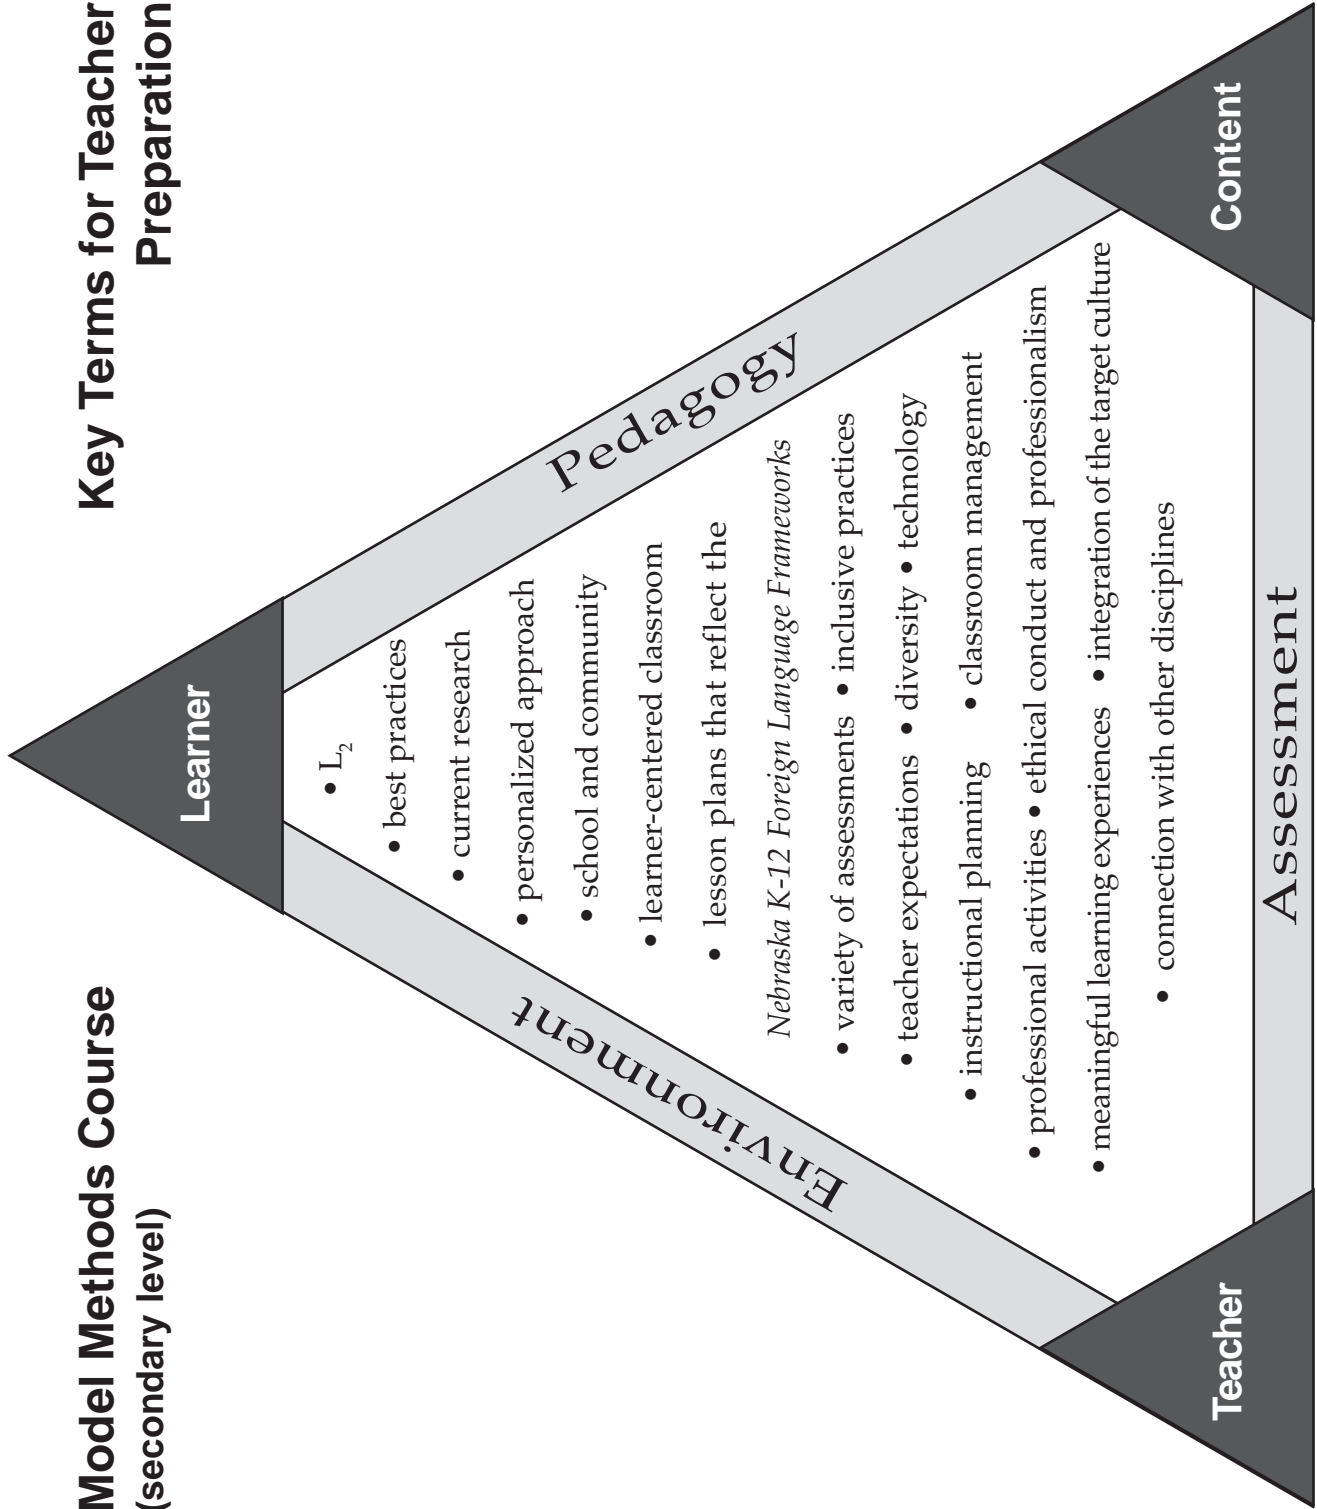 Model Methods Course
(secondary level)
Key Terms for Teacher
Preparation
Learner
• L₂
• best practices
• current research
• personalized approach
• school and community
• learner-centered classroom
• lesson plans that reflect the
Nebraska K-12 Foreign Language Frameworks
• variety of assessments • inclusive practices
• teacher expectations • diversity • technology
• instructional planning • classroom management
• professional activities • ethical conduct and professionalism
• meaningful learning experiences • integration of the target culture
• connection with other disciplines
Environment
Pedagogy
Assessment
Teacher
Content